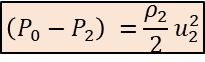 (P₀ − P₂) = ρ₂/2 u₂²